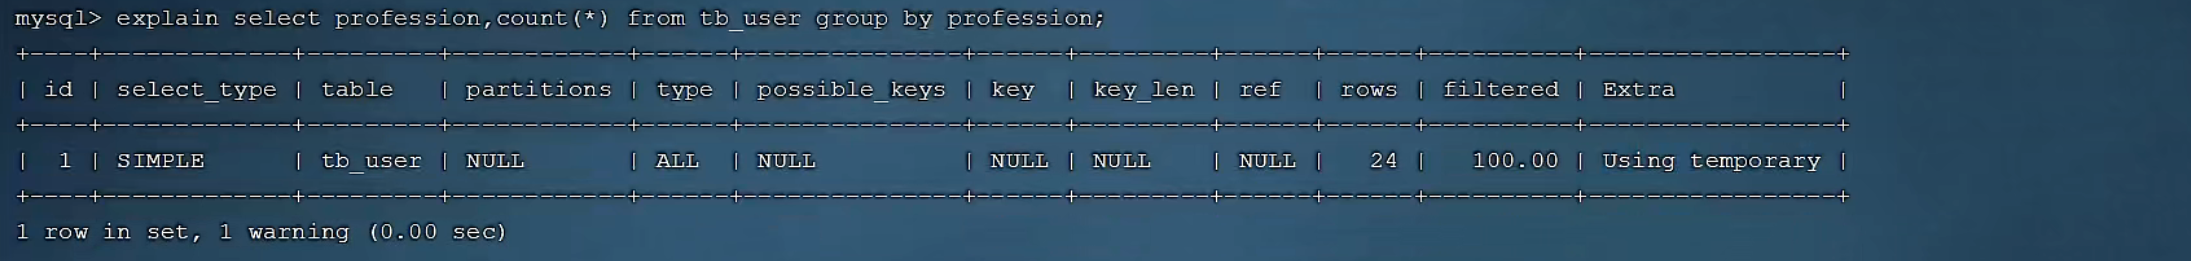 mysql> explain select profession,count(*) from tb_user group by profession;
+----+-------------+---------+------------+------+---------------+------+---------+------+------+----------+-----------------+
| id | select_type | table   | partitions | type | possible_keys | key  | key_len | ref  | rows | filtered | Extra           |
+----+-------------+---------+------------+------+---------------+------+---------+------+------+----------+-----------------+
|  1 | SIMPLE      | tb_user | NULL       | ALL  | NULL          | NULL | NULL    | NULL |   24 |   100.00 | Using temporary |
+----+-------------+---------+------------+------+---------------+------+---------+------+------+----------+-----------------+
1 row in set, 1 warning (0.00 sec)